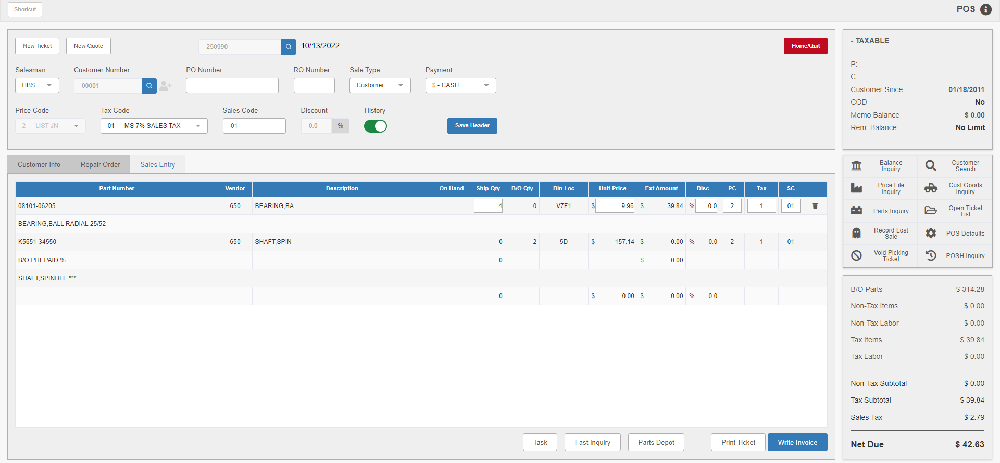 Shortcut
POS
New Ticket New Quote 250990 10/13/2022 Home/Quit
Salesman Customer Number PO Number RO Number Sale Type Payment
HBS 00001 Customer $ - CASH
Price Code Tax Code Sales Code Discount History
2 — LIST JN 01 — MS 7% SALES TAX 01 0.0 % Save Header
Customer Info Repair Order Sales Entry
Part Number Vendor Description On Hand Ship Qty B/O Qty Bin Loc Unit Price Ext Amount Disc PC Tax SC
08101-06205 650 BEARING,BA 4 0 V7F1 $ 9.96 $ 39.84 % 0.0 2 1 01
BEARING,BALL RADIAL 25/52
K5651-34550 650 SHAFT,SPIN 0 2 5D $ 157.14 $ 0.00 % 0.0 2 1 01
B/O PREPAID % 0 $ 0.00
SHAFT,SPINDLE ***
0 $ 0.00 $ 0.00 % 0.0
Task Fast Inquiry Parts Depot Print Ticket Write Invoice
- TAXABLE
P:
C:
Customer Since 01/18/2011
COD No
Memo Balance $ 0.00
Rem. Balance No Limit
Balance Inquiry
Customer Search
Price File Inquiry
Cust Goods Inquiry
Parts Inquiry
Open Ticket List
Record Lost Sale
POS Defaults
Void Picking Ticket
POSH Inquiry
B/O Parts $ 314.28
Non-Tax Items $ 0.00
Non-Tax Labor $ 0.00
Tax Items $ 39.84
Tax Labor $ 0.00
Non-Tax Subtotal $ 0.00
Tax Subtotal $ 39.84
Sales Tax $ 2.79
Net Due $ 42.63